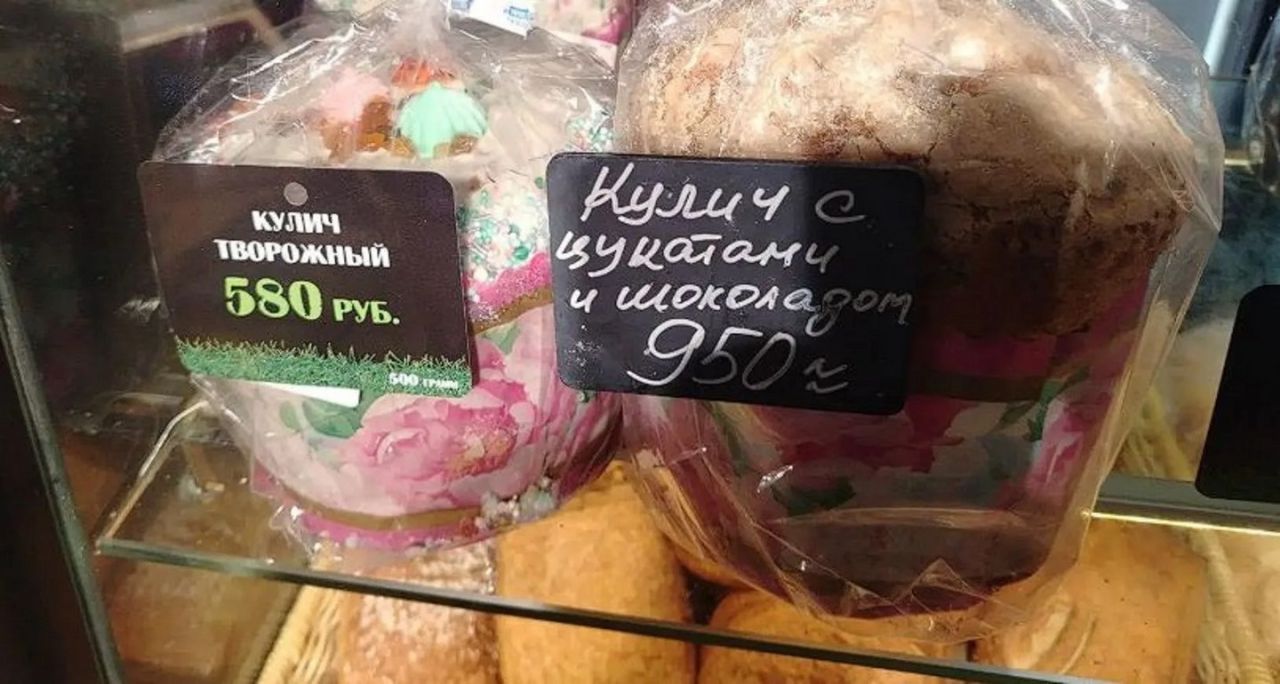 КУЛИЧ
ТВОРОЖНЫЙ
580 РУБ.
500 ГРАММ
Кулич с
цукатами
и шоколадом
950 ~